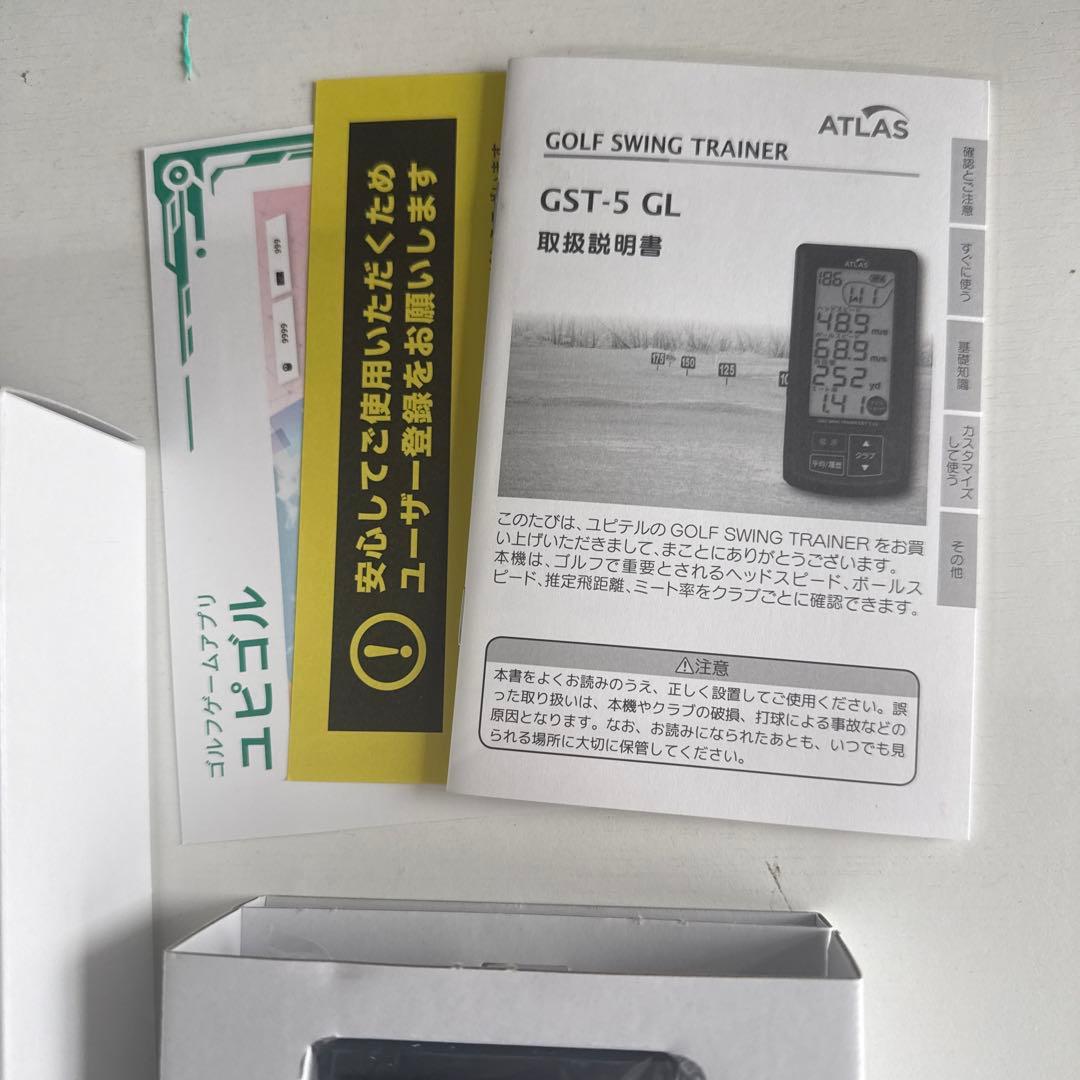 ATLAS
GOLF SWING TRAINER
GST-5 GL
取扱説明書
ATLAS
186
48.9 m/s
68.9 m/s
252 yd
1.41
電源
平均/履歴
▲
クラブ
▼
175
150
125
10
このたびは、ユピテルの GOLF SWING TRAINER をお買
い上げいただきまして、まことにありがとうございます。
本機は、ゴルフで重要とされるヘッドスピード、ボールス
ピード、推定飛距離、ミート率をクラブごとに確認できます。
⚠注意
本書をよくお読みのうえ、正しく設置してご使用ください。誤
った取り扱いは、本機やクラブの破損、打球による事故などの
原因となります。なお、お読みになられたあとも、いつでも見
られる場所に大切に保管してください。
確認とご注意
すぐに使う
基礎知識
カスタマイズ
して使う
その他
安心してご使用いただくため
ユーザー登録をお願いします
ゴルフゲームアプリ
ユピゴル
999
9999